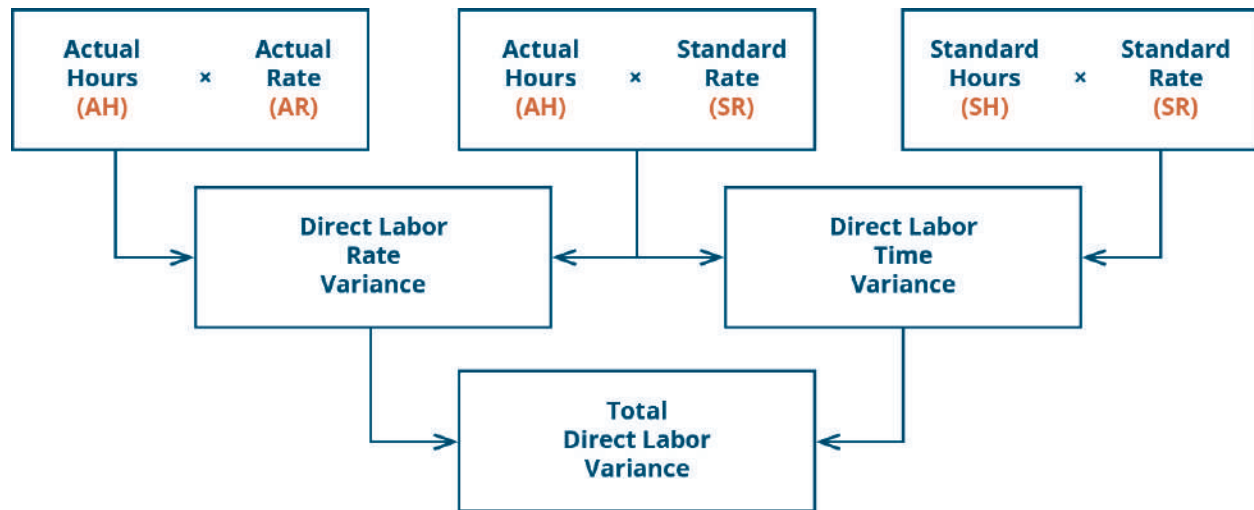 Actual Hours (AH) × Actual Rate (AR)
Actual Hours (AH) × Standard Rate (SR)
Standard Hours (SH) × Standard Rate (SR)
Direct Labor
Rate
Variance
Direct Labor
Time
Variance
Total
Direct Labor
Variance